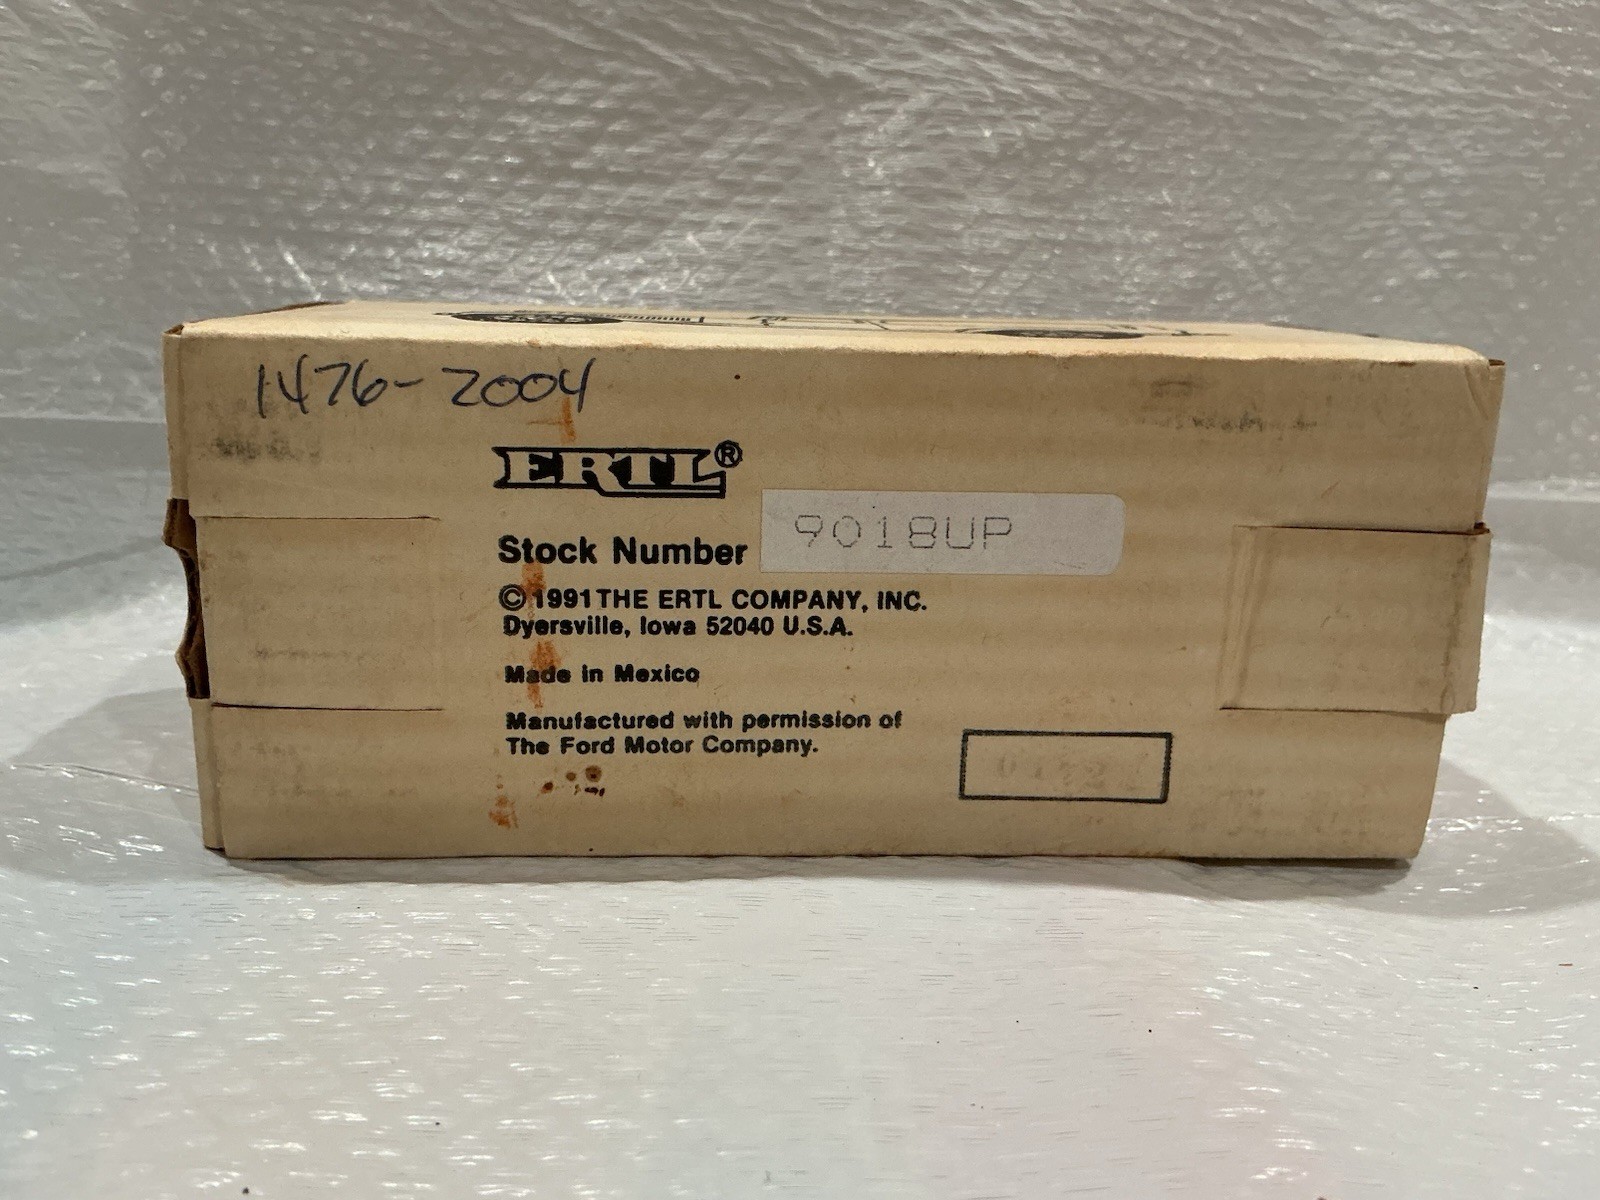 1476-2004
ERTL®
Stock Number 9018UP
© 1991 THE ERTL COMPANY, INC.
Dyersville, Iowa 52040 U.S.A.
Made in Mexico
Manufactured with permission of
The Ford Motor Company.